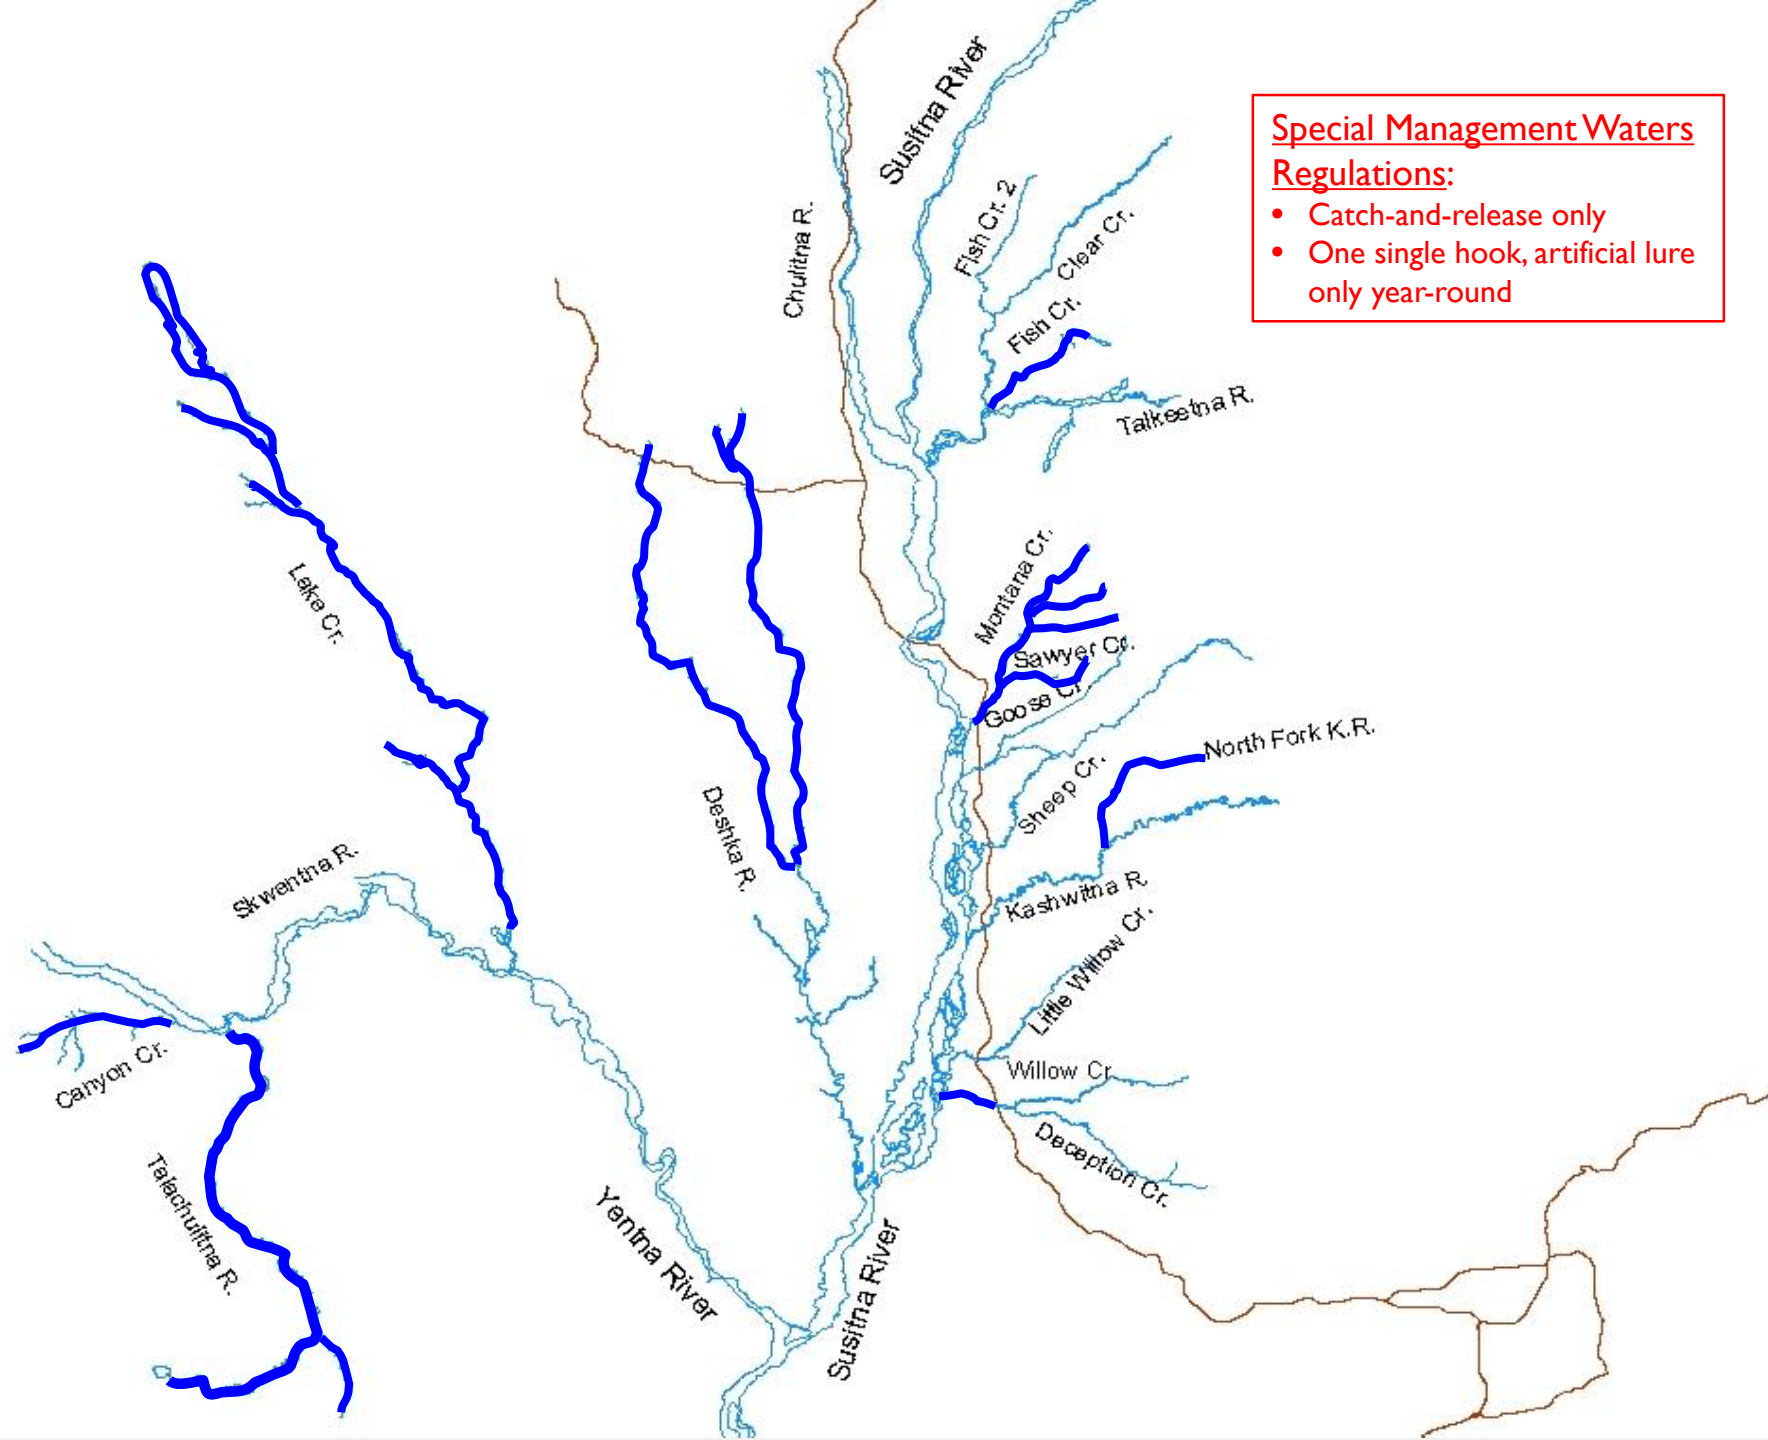 Susitna River
Special Management Waters
Regulations:
• Catch-and-release only
• One single hook, artificial lure
only year-round
Fish Cr. 2
Clear Cr.
Chulitna R.
Fish Cr.
Talkeetna R.
Montana Cr.
Lake Cr.
Sawyer Cr.
Goose Cr.
North Fork K.R.
Sheep Cr.
Deshka R.
Skwentna R.
Kashwitna R.
Little Willow Cr.
Willow Cr
Canyon Cr.
Deception Cr.
Talachulitna R.
Yentna River
Susitna River